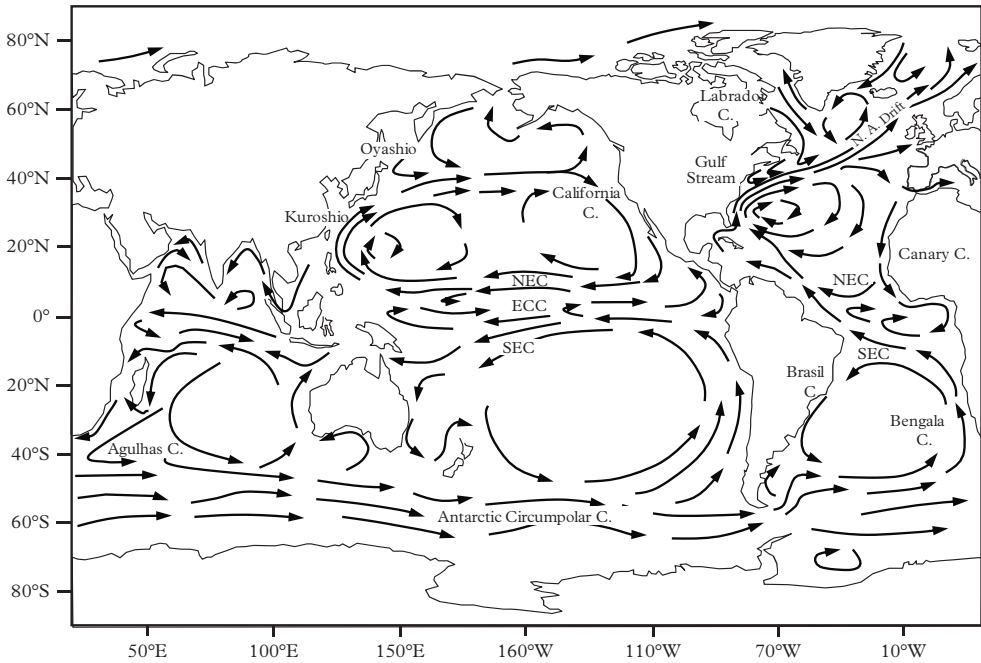 80°N
60°N
40°N
20°N
0°
20°S
40°S
60°S
80°S
Labrador
C.
N. A. Drift
Oyashio
Gulf
Stream
Kuroshio
California
C.
Canary C.
NEC
NEC
ECC
SEC
SEC
Brasil
C.
Bengala
C.
Agulhas C.
Antarctic Circumpolar C.
50°E
100°E
150°E
160°W
110°W
70°W
10°W